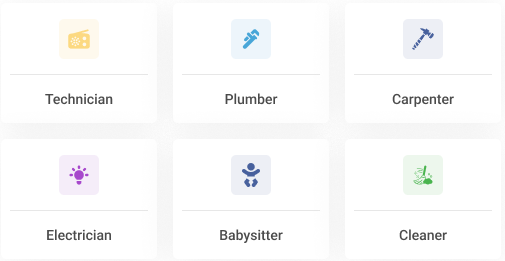 Technician
Plumber
Carpenter
Electrician
Babysitter
Cleaner